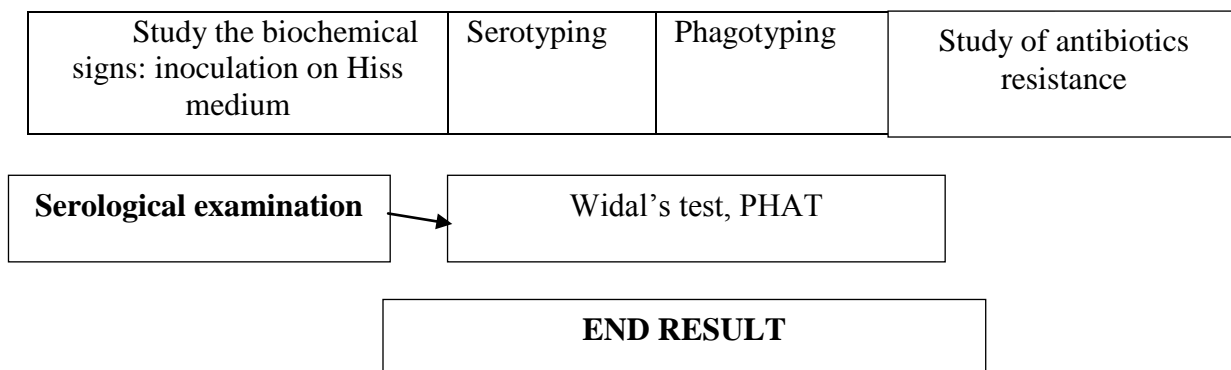 Study the biochemical
signs: inoculation on Hiss
medium
Serotyping
Phagotyping
Study of antibiotics
resistance
Serological examination
Widal’s test, PHAT
END RESULT